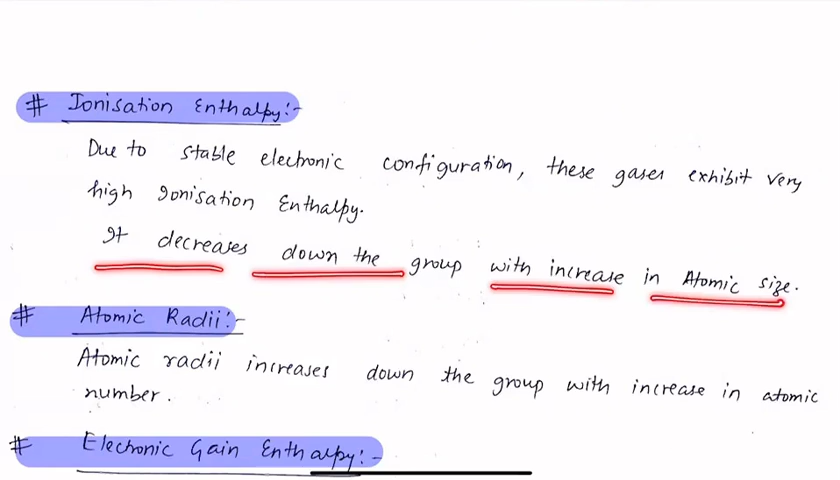 # Ionisation Enthalpy:-
Due to stable electronic configuration, these gases exhibit very
high Ionisation Enthalpy.
It decreases down the group with increase in Atomic size.
# Atomic Radii:-
Atomic radii increases down the group with increase in atomic
number.
# Electronic Gain Enthalpy:-